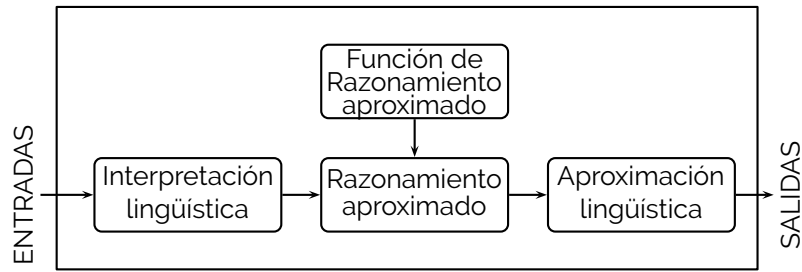 Función de
Razonamiento
aproximado
ENTRADAS
Interpretación
lingüística
Razonamiento
aproximado
Aproximación
lingüística
SALIDAS